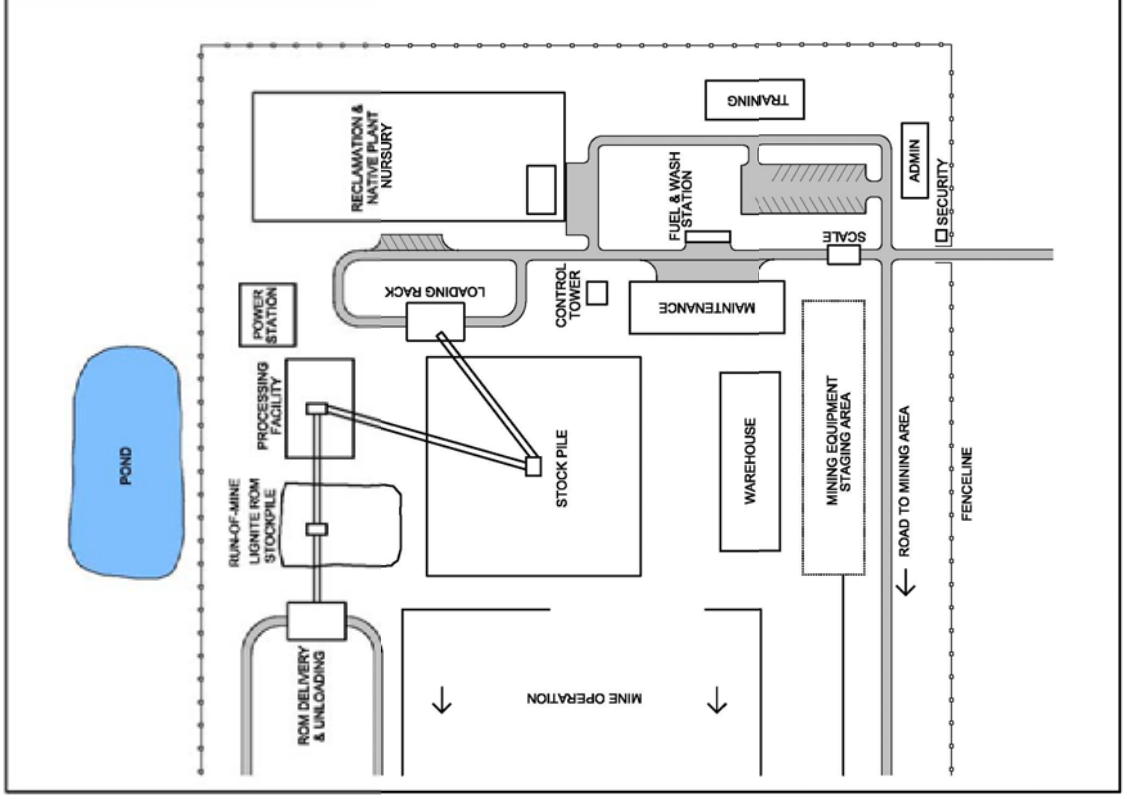 TRAINING
RECLAMATION &
NATIVE PLANT
NURSURY
ADMIN
FUEL & WASH
STATION
SECURITY
SCALE
LOADING RACK
CONTROL
TOWER
POWER
STATION
MAINTENANCE
PROCESSING
FACILITY
POND
STOCK PILE
WAREHOUSE
MINING EQUIPMENT
STAGING AREA
ROAD TO MINING AREA
FENCELINE
RUN-OF-MINE
LIGNITE ROM
STOCKPILE
ROM DELIVERY
& UNLOADING
MINE OPERATION